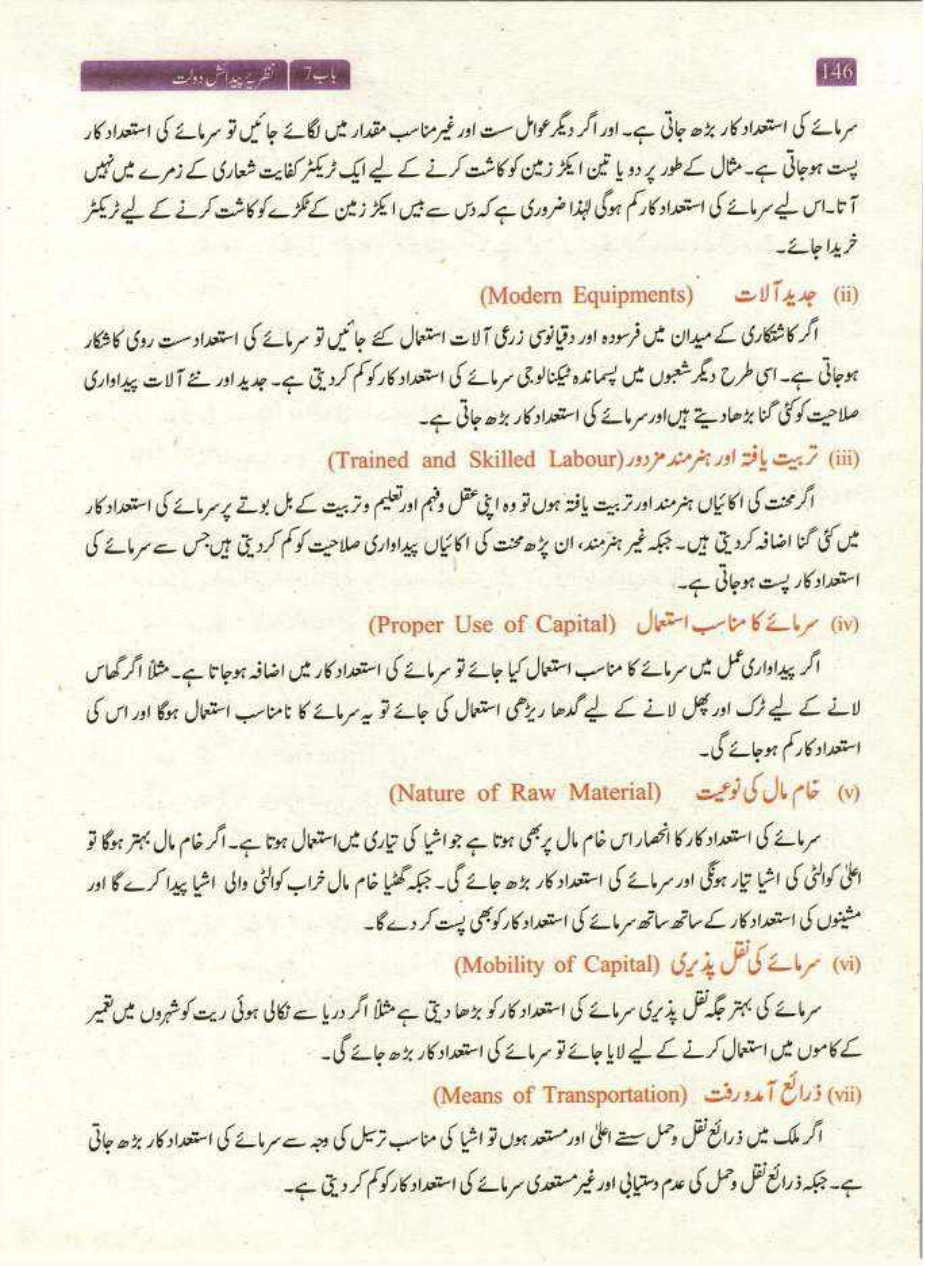 146
باب 7 نظریۂ پیدائش دولت
سرمائے کی استعداد کار بڑھ جاتی ہے۔ اور اگر دیگر عوامل ست اور غیر مناسب مقدار میں لگائے جائیں تو سرمائے کی استعداد کار
پست ہوجاتی ہے۔ مثال کے طور پر دو یا تین ایکڑ زمین کو کاشت کرنے کے لیے ایک ٹریکٹر کفایت شعاری کے زمرے میں نہیں
آتا۔ اس لیے سرمائے کی استعداد کار کم ہوگی لہٰذا ضروری ہے کہ دس سے بیس ایکڑ زمین کے ٹکڑے کو کاشت کرنے کے لیے ٹریکٹر
خریدا جائے۔
(ii) جدید آلات (Modern Equipments)
اگر کاشتکاری کے میدان میں فرسودہ اور دقیانوسی زرعی آلات استعمال کئے جائیں تو سرمائے کی استعداد ست روی کا شکار
ہوجاتی ہے۔ اسی طرح دیگر شعبوں میں پسماندہ ٹیکنالوجی سرمائے کی استعداد کار کو کم کردیتی ہے۔ جدید اور نئے آلات پیداواری
صلاحیت کو کئی گنا بڑھا دیتے ہیں اور سرمائے کی استعداد کار بڑھ جاتی ہے۔
(iii) تربیت یافتہ اور ہنرمند مزدور (Trained and Skilled Labour)
اگر محنت کی اکائیاں ہنرمند اور تربیت یافتہ ہوں تو وہ اپنی عقل و فہم اور تعلیم و تربیت کے بل بوتے پر سرمائے کی استعداد کار
میں کئی گنا اضافہ کردیتی ہیں۔ جبکہ غیر ہنرمند، ان پڑھ محنت کی اکائیاں پیداواری صلاحیت کو کم کردیتی ہیں جس سے سرمائے کی
استعداد کار پست ہوجاتی ہے۔
(iv) سرمائے کا مناسب استعمال (Proper Use of Capital)
اگر پیداواری عمل میں سرمائے کا مناسب استعمال کیا جائے تو سرمائے کی استعداد کار میں اضافہ ہوجاتا ہے۔ مثلاً اگر گھاس
لانے کے لیے ٹرک اور پھل لانے کے لیے گدھا ریڑھی استعمال کی جائے تو یہ سرمائے کا نامناسب استعمال ہوگا اور اس کی
استعداد کار کم ہوجائے گی۔
(v) خام مال کی نوعیت (Nature of Raw Material)
سرمائے کی استعداد کار کا انحصار اس خام مال پر بھی ہوتا ہے جو اشیا کی تیاری میں استعمال ہوتا ہے۔ اگر خام مال بہتر ہوگا تو
اعلیٰ کوالٹی کی اشیا تیار ہونگی اور سرمائے کی استعداد کار بڑھ جائے گی۔ جبکہ گھٹیا خام مال خراب کوالٹی والی اشیا پیدا کرے گا اور
مشینوں کی استعداد کار کے ساتھ ساتھ سرمائے کی استعداد کار کو بھی پست کر دے گا۔
(vi) سرمائے کی نقل پذیری (Mobility of Capital)
سرمائے کی بہتر جگہ نقل پذیری سرمائے کی استعداد کار کو بڑھا دیتی ہے مثلاً اگر دریا سے نکالی ہوئی ریت کو شہروں میں تعمیر
کے کاموں میں استعمال کرنے کے لیے لایا جائے تو سرمائے کی استعداد کار بڑھ جائے گی۔
(vii) ذرائع آمدورفت (Means of Transportation)
اگر ملک میں ذرائع نقل و حمل سستے اعلیٰ اور مستعد ہوں تو اشیا کی مناسب ترسیل کی وجہ سے سرمائے کی استعداد کار بڑھ جاتی
ہے۔ جبکہ ذرائع نقل و حمل کی عدم دستیابی اور غیر مستعدی سرمائے کی استعداد کار کو کم کر دیتی ہے۔